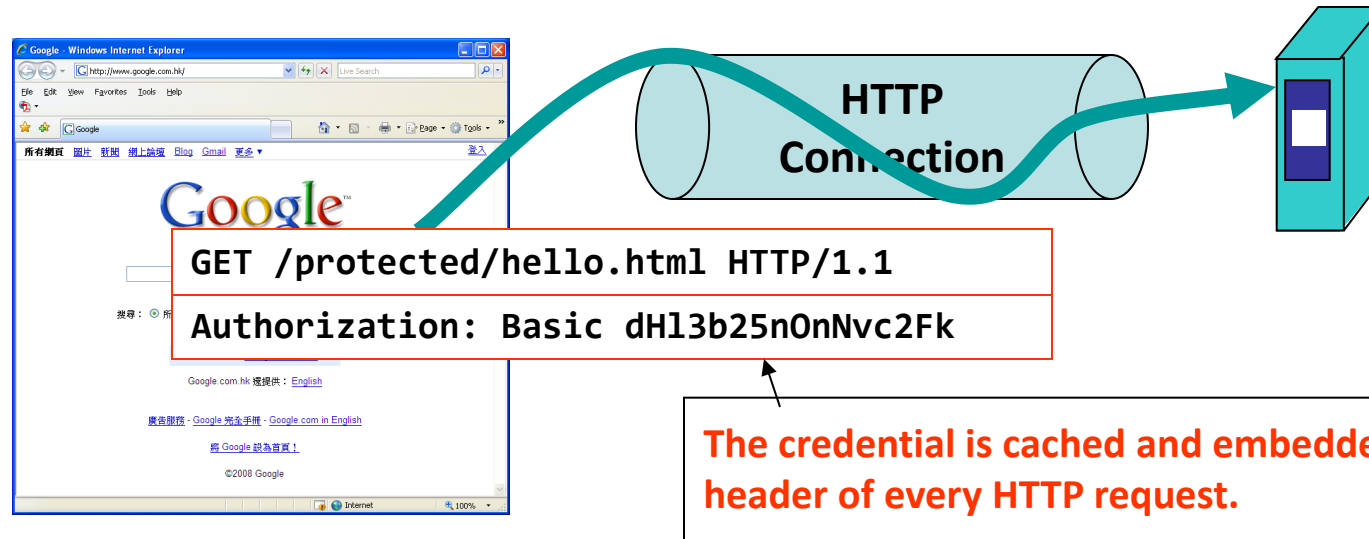 Google - Windows Internet Explorer
http://www.google.com.hk/
Live Search
File Edit View Favorites Tools Help
Google
Page Tools
所有網頁 圖片 新聞 網上論壇 Blog Gmail 更多 ▼
登入
Google™
搜尋： 所
Google.com.hk 還提供： English
廣告服務 - Google 完全手冊 - Google.com in English
將 Google 設為首頁！
©2008 Google
Internet
100%
HTTP
Connection
GET /protected/hello.html HTTP/1.1
Authorization: Basic dHl3b25nOnNvc2Fk
The credential is cached and embedde
header of every HTTP request.